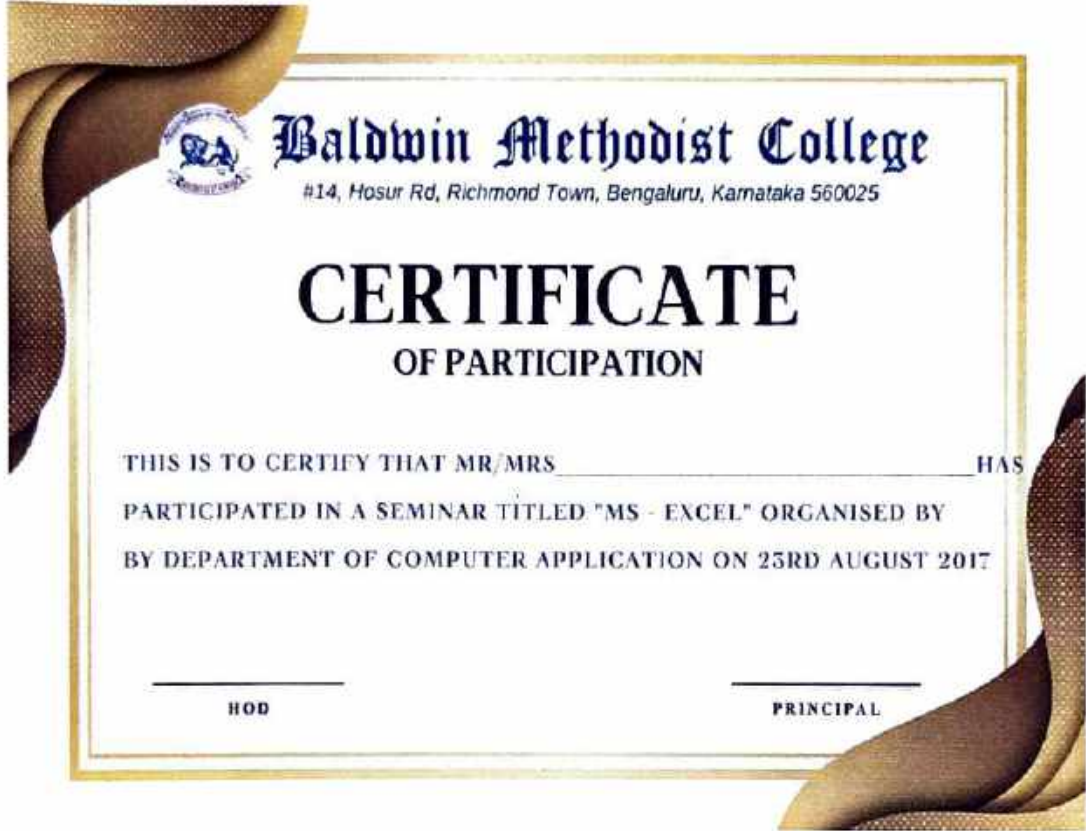 Baldwin Methodist College
#14, Hosur Rd, Richmond Town, Bengaluru, Karnataka 560025
CERTIFICATE
OF PARTICIPATION
THIS IS TO CERTIFY THAT MR/MRS____________________HAS
PARTICIPATED IN A SEMINAR TITLED "MS - EXCEL" ORGANISED BY
BY DEPARTMENT OF COMPUTER APPLICATION ON 23RD AUGUST 2017
HOD
PRINCIPAL